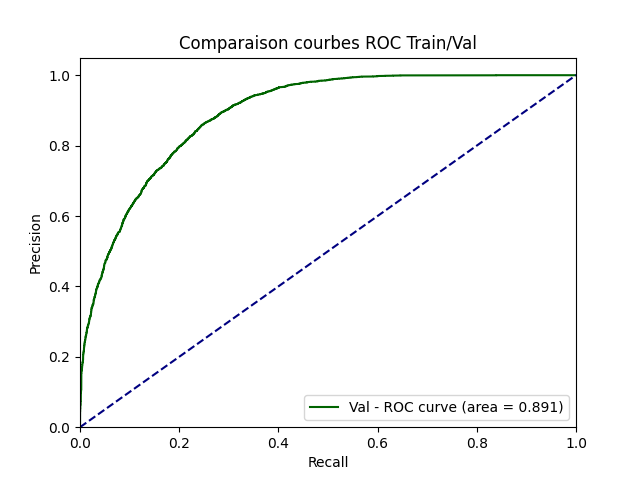 Comparaison courbes ROC Train/Val
Precision
1.0
0.8
0.6
0.4
0.2
0.0
Val - ROC curve (area = 0.891)
0.0 0.2 0.4 0.6 0.8 1.0
Recall